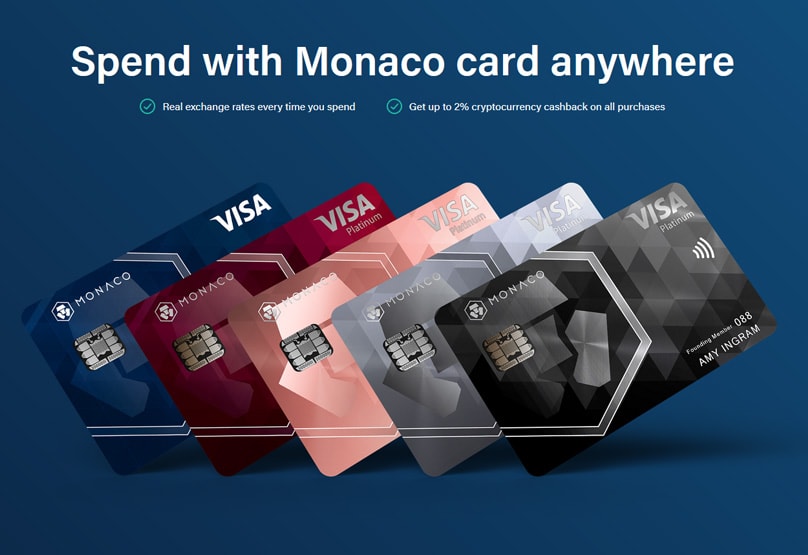 Spend with Monaco card anywhere
Real exchange rates every time you spend
Get up to 2% cryptocurrency cashback on all purchases
VISA
MONACO
VISA
Platinum
MONACO
VISA
Platinum
MONACO
VISA
Platinum
MONACO
VISA
Platinum
MONACO
Founding Member 088
AMY INGRAM